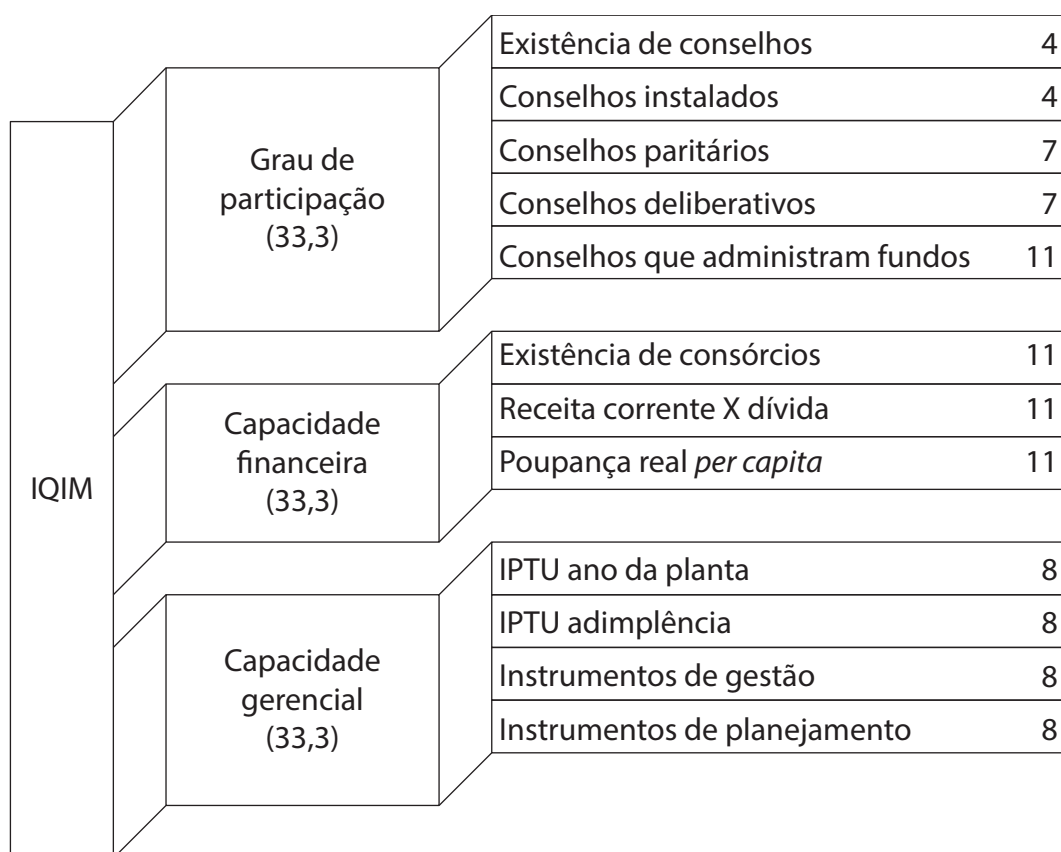 IQIM
Grau de
participação
(33,3)
Existência de conselhos 4
Conselhos instalados 4
Conselhos paritários 7
Conselhos deliberativos 7
Conselhos que administram fundos 11
Capacidade
financeira
(33,3)
Existência de consórcios 11
Receita corrente X dívida 11
Poupança real per capita 11
Capacidade
gerencial
(33,3)
IPTU ano da planta 8
IPTU adimplência 8
Instrumentos de gestão 8
Instrumentos de planejamento 8